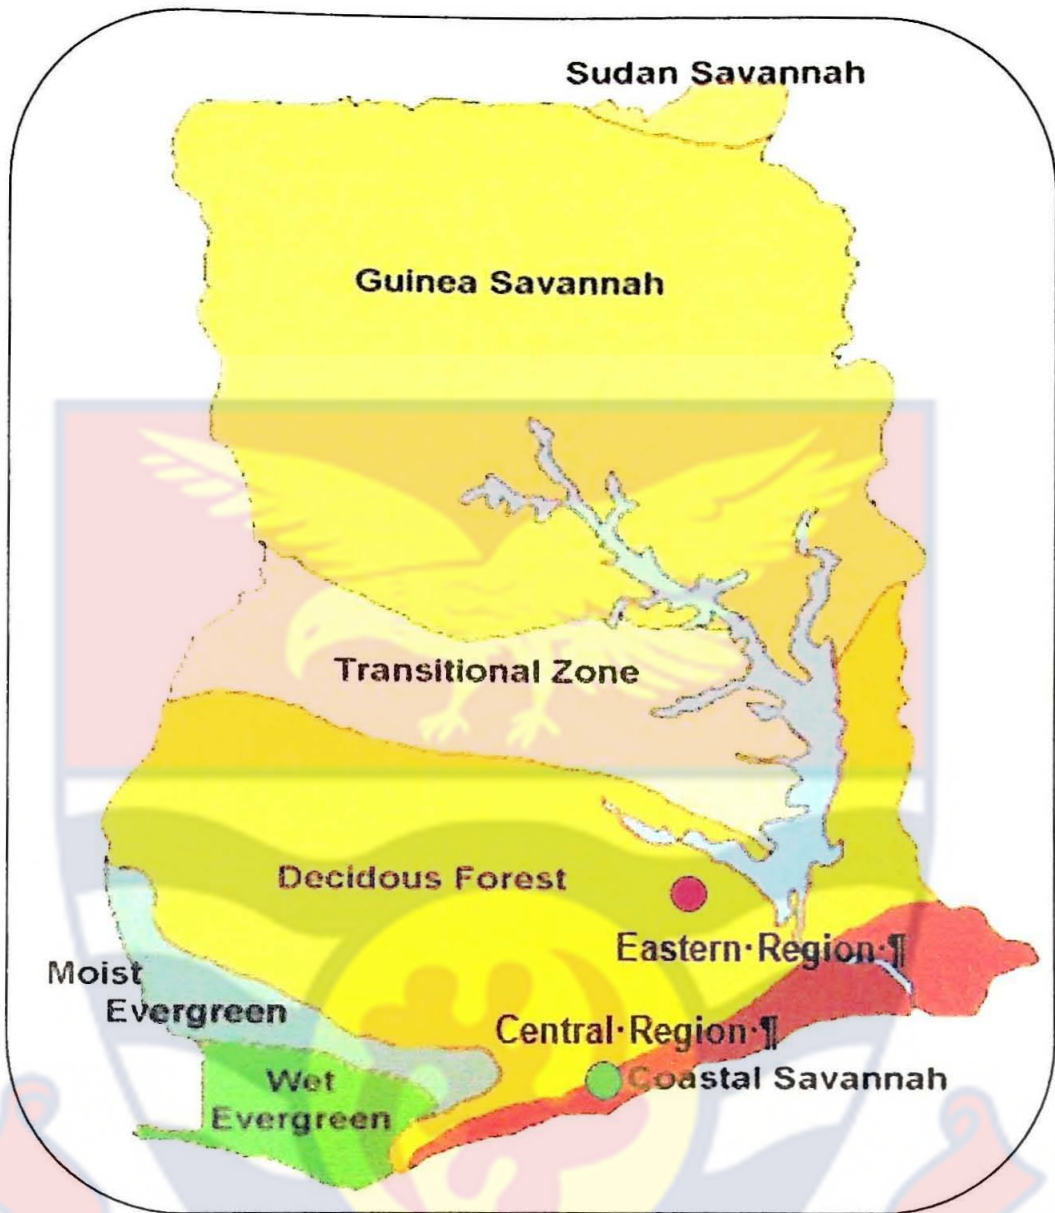 Sudan Savannah
Guinea Savannah
Transitional Zone
Decidous Forest
Eastern·Region·¶
Moist
Evergreen
Central·Region·¶
Coastal Savannah
Wet
Evergreen